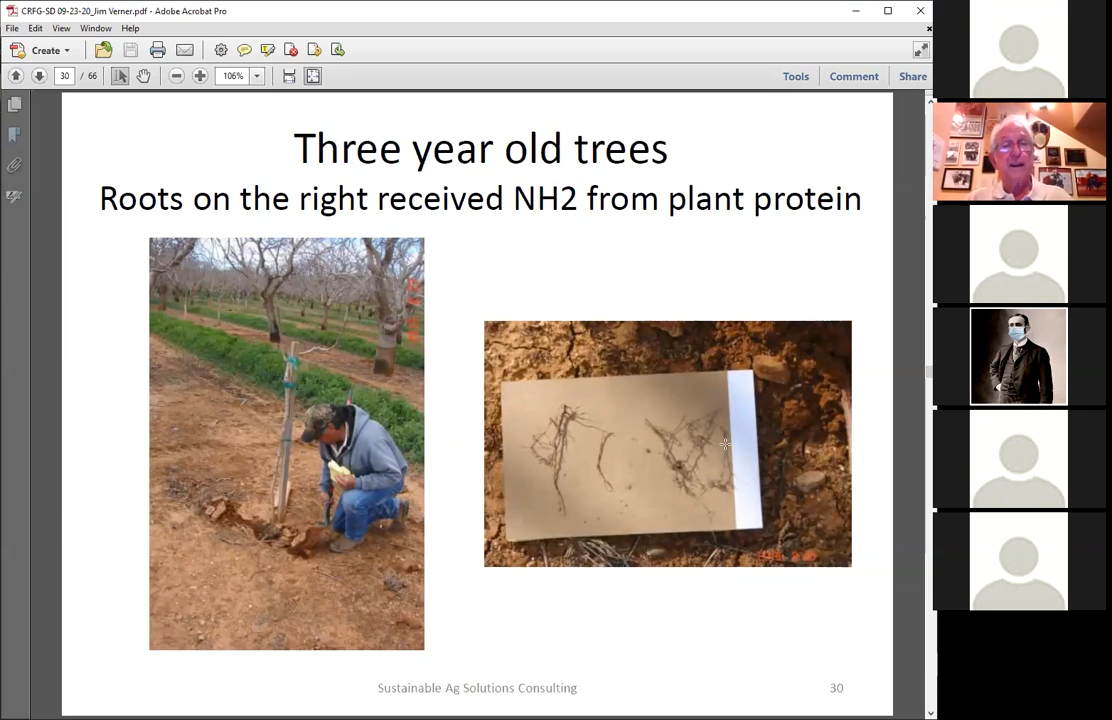 CRFG-SD 09-23-20_Jim Verner.pdf - Adobe Acrobat Pro
File Edit View Window Help
Create
30 / 66
106%
Tools Comment Share
Three year old trees
Roots on the right received NH2 from plant protein
Sustainable Ag Solutions Consulting
30